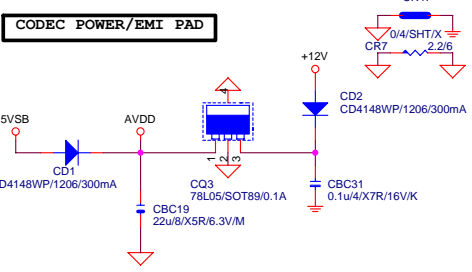 CODEC POWER/EMI PAD
0/4/SHT/X
CR7
2.2/6
+12V
CD2
CD4148WP/1206/300mA
5VSB
AVDD
4
1
2
3
CD1
D4148WP/1206/300mA
CQ3
78L05/SOT89/0.1A
CBC31
0.1u/4/X7R/16V/K
CBC19
22u/8/X5R/6.3V/M